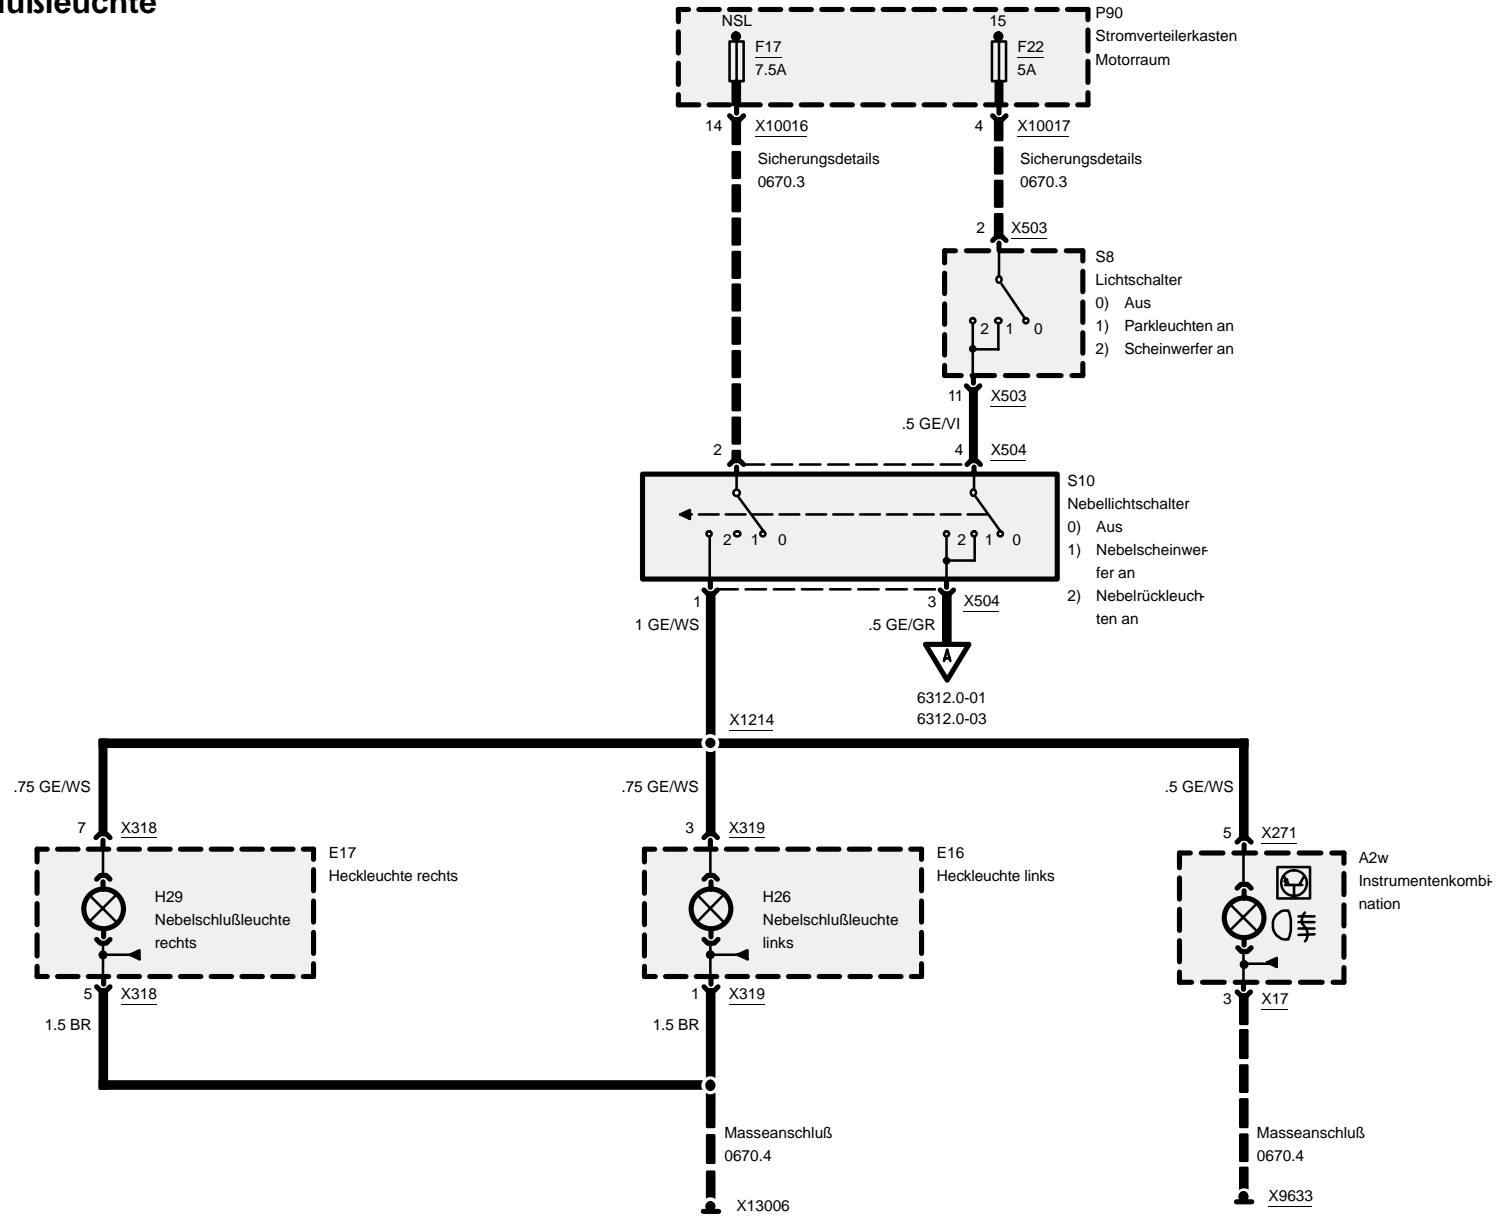 lußleuchte
P90
Stromverteilerkasten
Motorraum
NSL
15
F17
7.5A
F22
5A
14
X10016
4
X10017
Sicherungsdetails
0670.3
Sicherungsdetails
0670.3
2
X503
S8
Lichtschalter
0) Aus
1) Parkleuchten an
2) Scheinwerfer an
2 1 0
11
X503
.5 GE/VI
2
4
X504
S10
Nebellichtschalter
0) Aus
1) Nebelscheinwer-
fer an
2) Nebelrückleuch-
ten an
2 1 0
2 1 0
1
3
X504
1 GE/WS
.5 GE/GR
A
6312.0-01
6312.0-03
X1214
.75 GE/WS
.75 GE/WS
.5 GE/WS
7
X318
3
X319
5
X271
E17
Heckleuchte rechts
H29
Nebelschlußleuchte
rechts
E16
Heckleuchte links
H26
Nebelschlußleuchte
links
A2w
Instrumentenkombi-
nation
5
X318
1
X319
3
X17
1.5 BR
1.5 BR
Masseanschluß
0670.4
Masseanschluß
0670.4
X13006
X9633